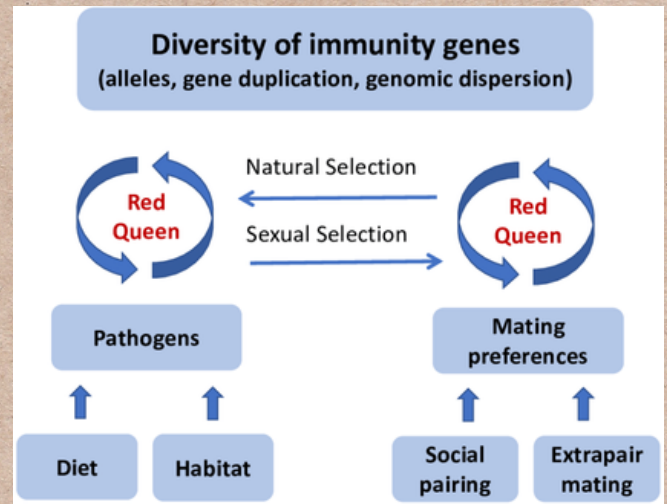 Diversity of immunity genes
(alleles, gene duplication, genomic dispersion)
Natural Selection
Red
Queen
Red
Queen
Sexual Selection
Pathogens
Mating
preferences
Diet
Habitat
Social
pairing
Extrapair
mating